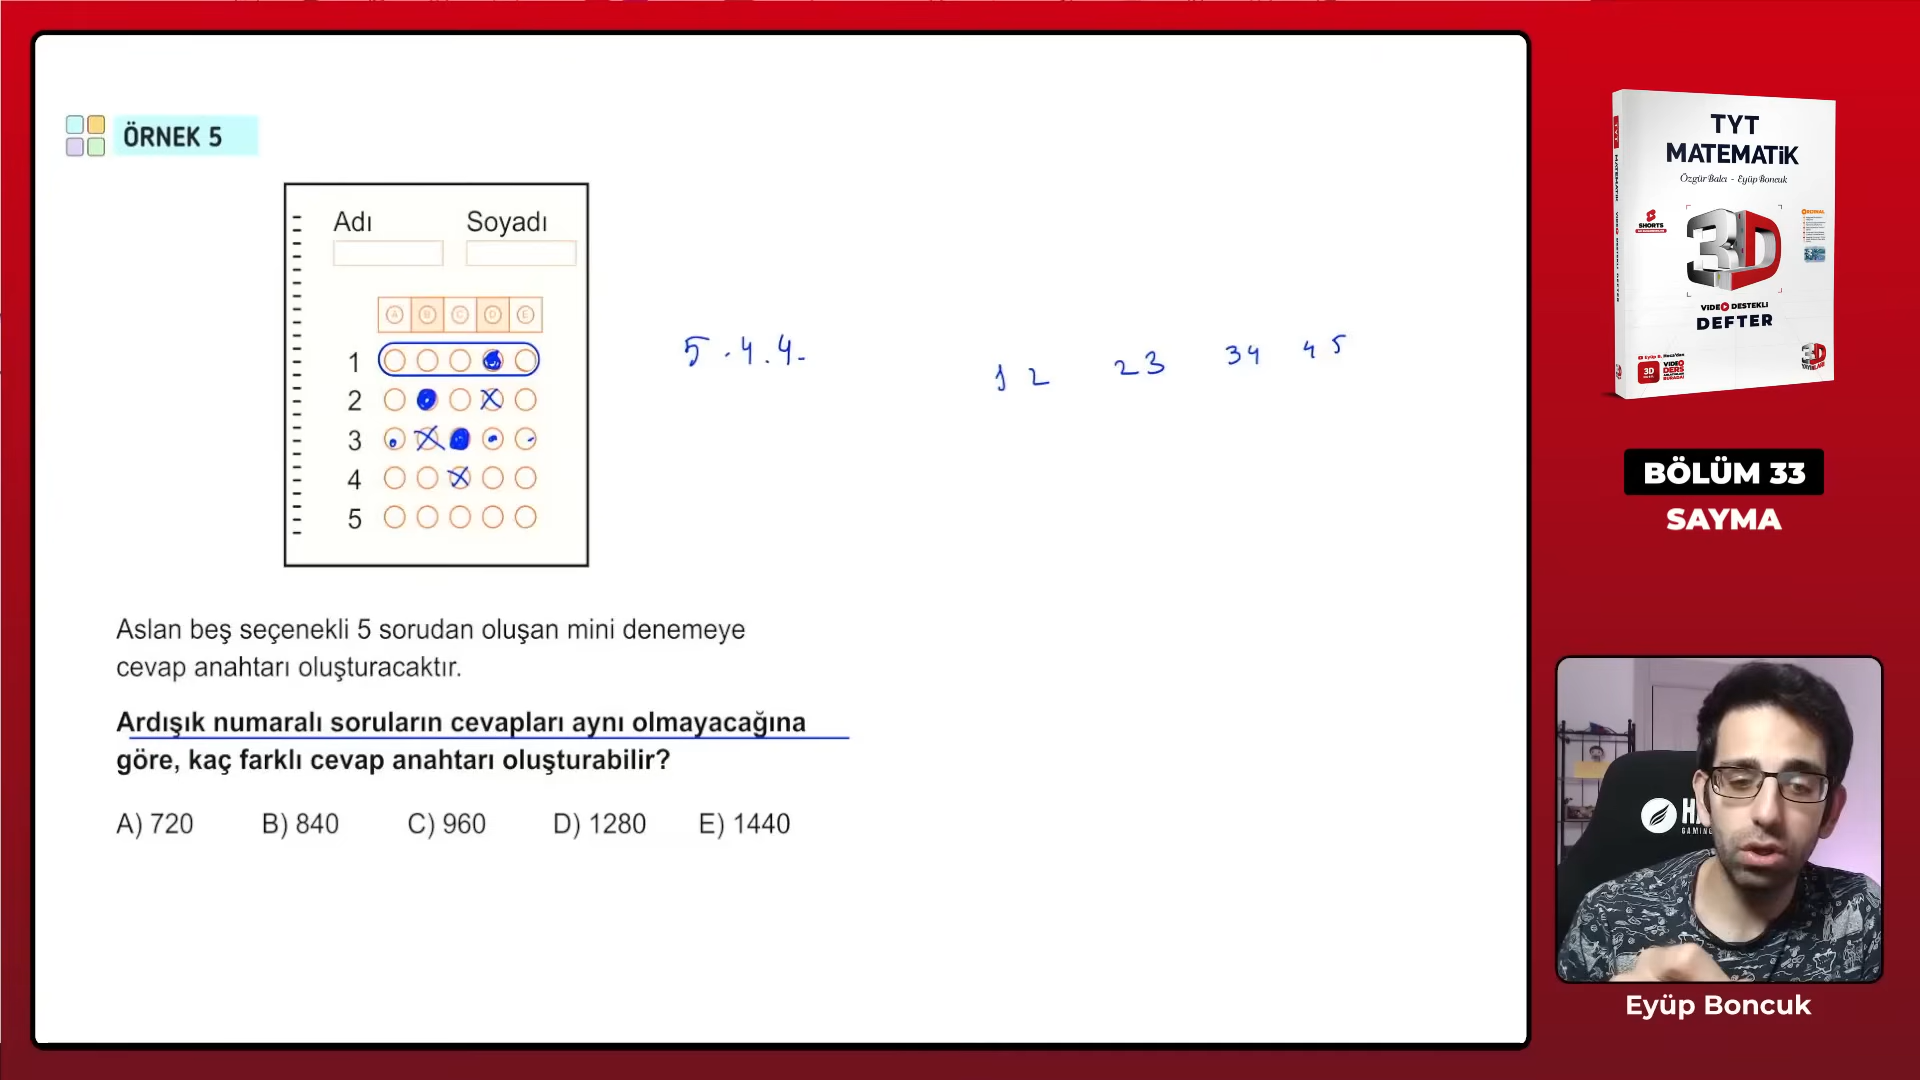 ÖRNEK 5
Adı Soyadı
A B C D E
1
2
3
4
5
5 . 4 . 4 .
1 2 2 3 3 4 4 5
Aslan beş seçenekli 5 sorudan oluşan mini denemeye
cevap anahtarı oluşturacaktır.
Ardışık numaralı soruların cevapları aynı olmayacağına
göre, kaç farklı cevap anahtarı oluşturabilir?
A) 720 B) 840 C) 960 D) 1280 E) 1440
TYT
MATEMATİK
Özgür Balcı - Eyüp Boncuk
SHORTS
3D
VIDEO DESTEKLİ
DEFTER
BÖLÜM 33
SAYMA
Eyüp Boncuk